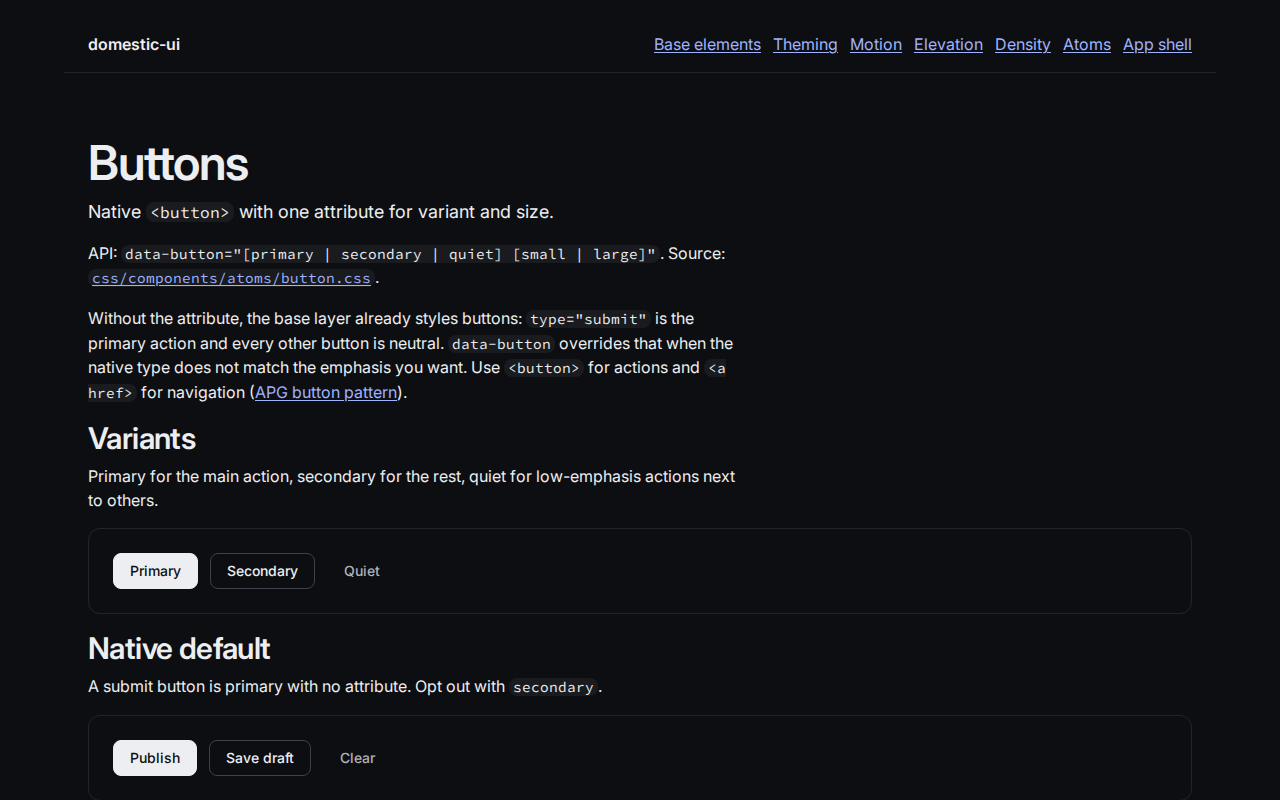 domestic-ui
Base elements Theming Motion Elevation Density Atoms App shell
Buttons
Native <button> with one attribute for variant and size.
API: data-button="[primary | secondary | quiet] [small | large]". Source:
css/components/atoms/button.css.
Without the attribute, the base layer already styles buttons: type="submit" is the
primary action and every other button is neutral. data-button overrides that when the
native type does not match the emphasis you want. Use <button> for actions and <a
href> for navigation (APG button pattern).
Variants
Primary for the main action, secondary for the rest, quiet for low-emphasis actions next
to others.
Primary Secondary Quiet
Native default
A submit button is primary with no attribute. Opt out with secondary.
Publish Save draft Clear